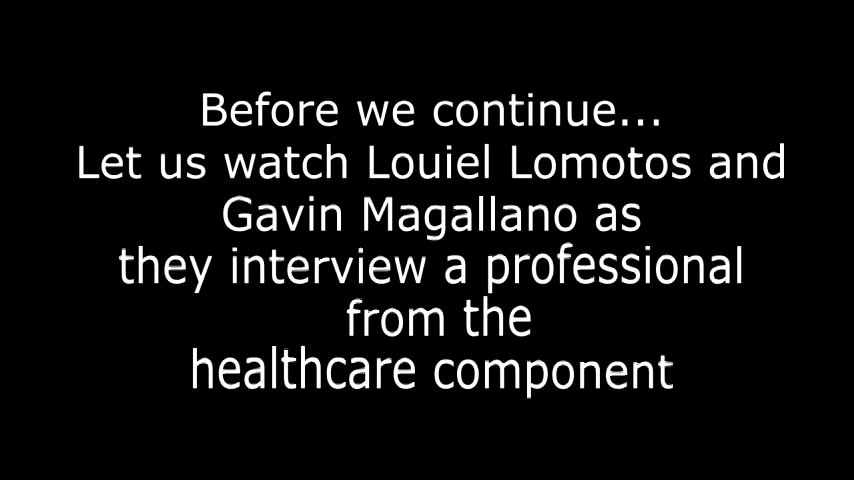 Before we continue...
Let us watch Louiel Lomotos and
Gavin Magallano as
they interview a professional
from the
healthcare component